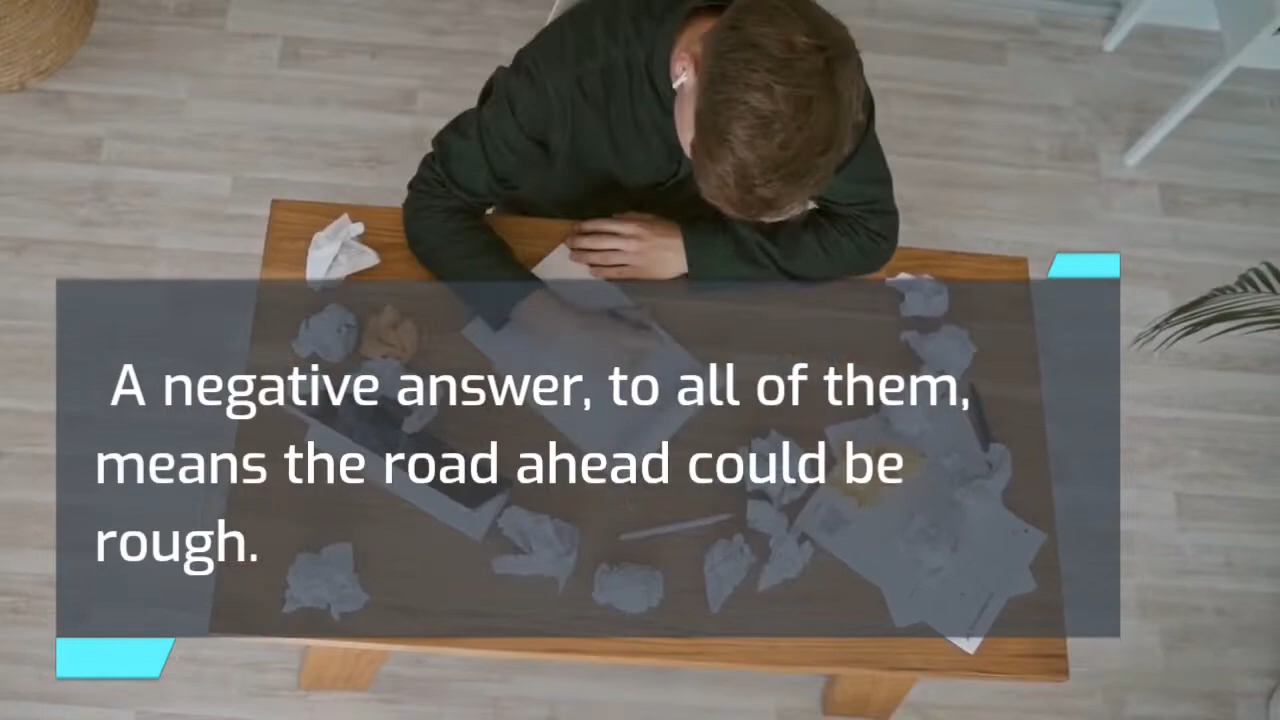 A negative answer, to all of them,
means the road ahead could be
rough.